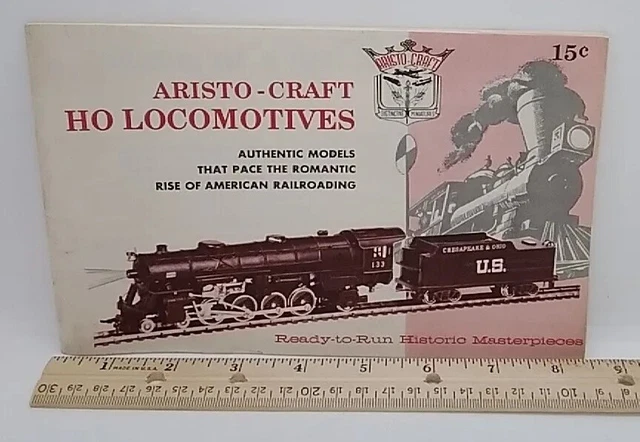 ARISTO-CRAFT
DISTINCTIVE MINIATURES
15¢
ARISTO-CRAFT
HO LOCOMOTIVES
AUTHENTIC MODELS
THAT PACE THE ROMANTIC
RISE OF AMERICAN RAILROADING
133
CHESAPEAKE & OHIO
U.S.
Ready-to-Run Historic Masterpieces
1 MADE IN U.S.A. 2 3 4 5 6 7 8 9